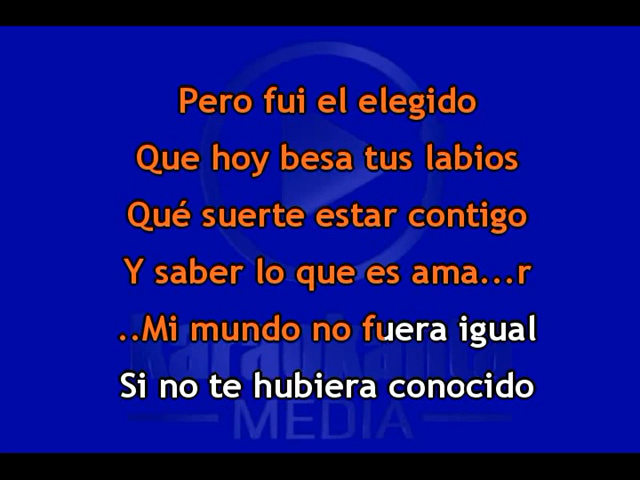 Pero fui el elegido
Que hoy besa tus labios
Qué suerte estar contigo
Y saber lo que es ama...r
..Mi mundo no fuera igual
Si no te hubiera conocido
MEDIA